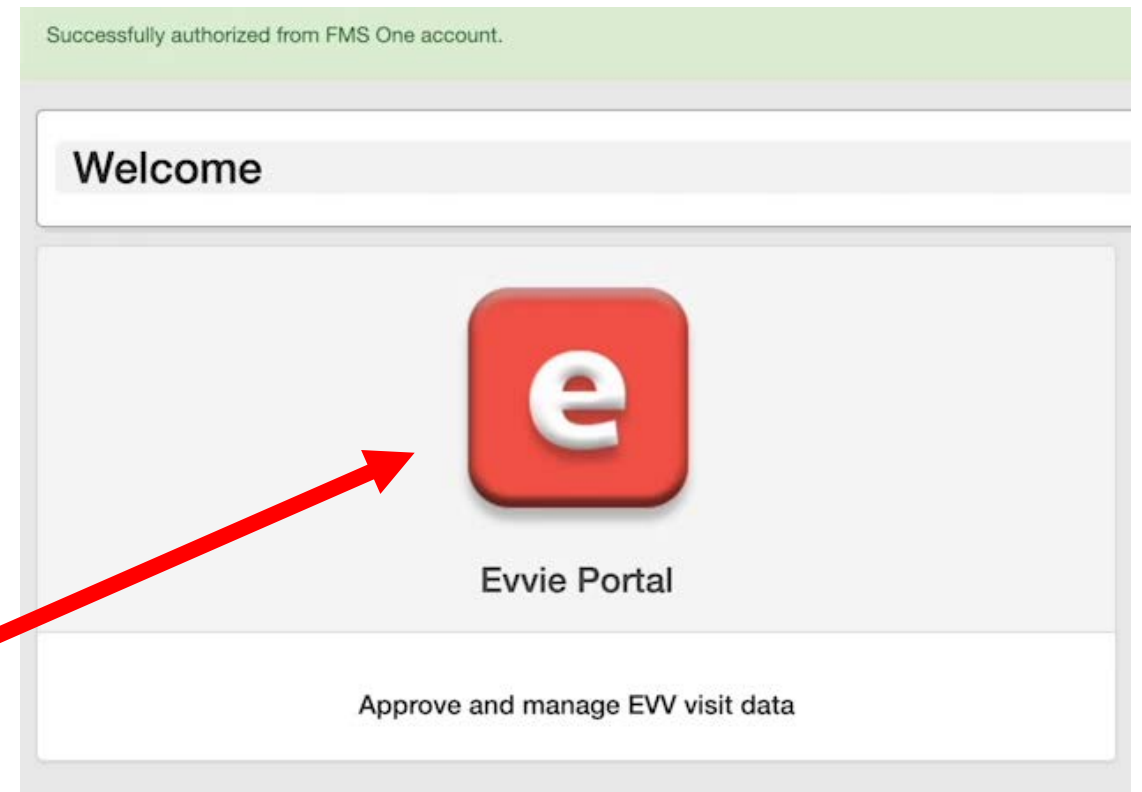 Successfully authorized from FMS One account.
Welcome
e
Evvie Portal
Approve and manage EVV visit data